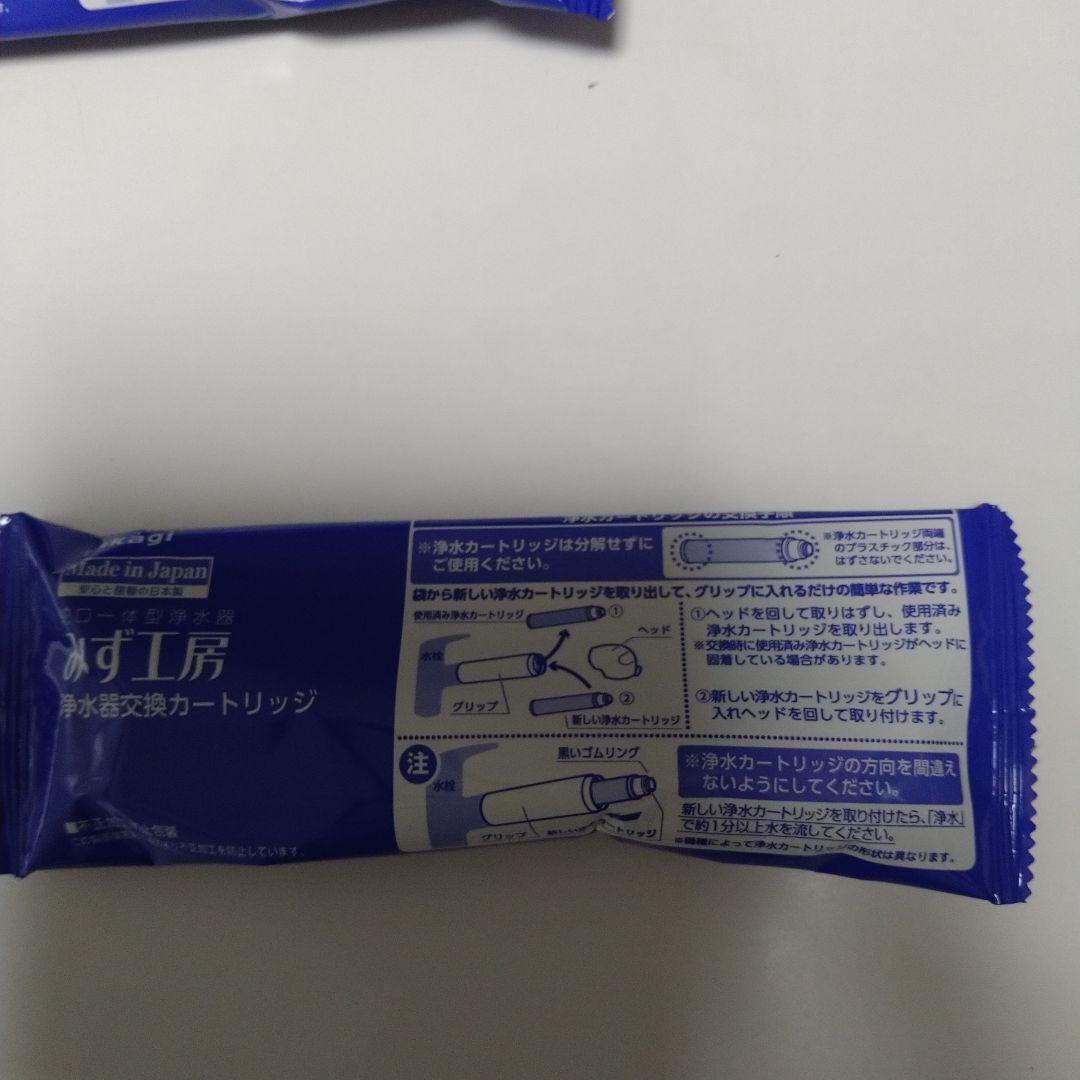 kagi
Made in Japan
安心と信頼の日本製
口一体型浄水器
みず工房
浄水器交換カートリッジ
加工を防止しています.
浄水カートリッジの交換手順
※浄水カートリッジは分解せずに
ご使用ください。
※浄水カートリッジ両端
のプラスチック部分は、
はずさないでください。
袋から新しい浄水カートリッジを取り出して、グリップに入れるだけの簡単な作業です。
使用済み浄水カートリッジ
①
水栓
ヘッド
グリップ
②
新しい浄水カートリッジ
①ヘッドを回して取りはずし、使用済み
浄水カートリッジを取り出します。
※交換時に使用済み浄水カートリッジがヘッドに
固着している場合があります。
②新しい浄水カートリッジをグリップに
入れヘッドを回して取り付けます。
注
水栓
黒いゴムリング
グリップ
カートリッジ
※浄水カートリッジの方向を間違え
ないようにしてください。
新しい浄水カートリッジを取り付けたら、「浄水」
で約1分以上水を流してください。
※機種によって浄水カートリッジの形状は異なります。